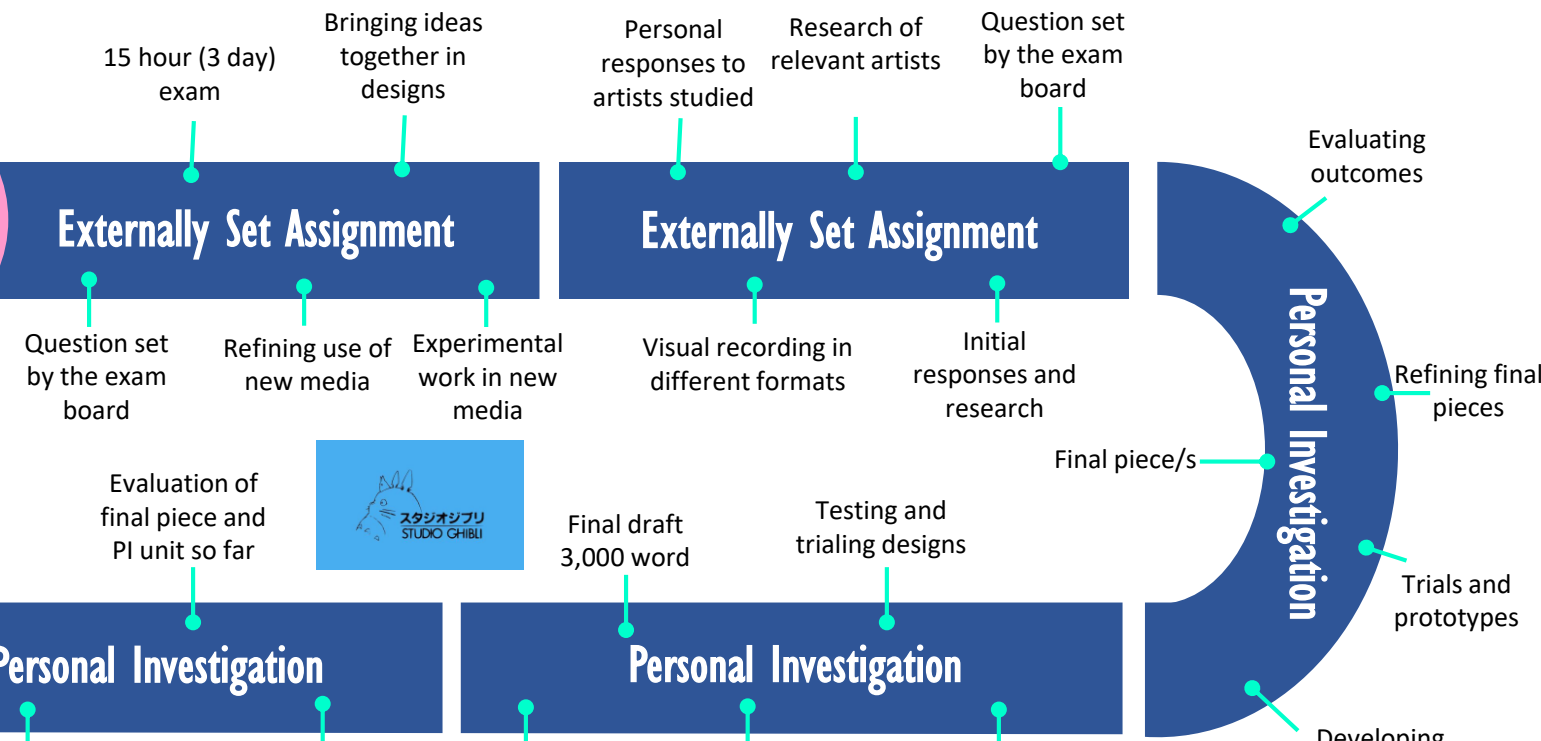 15 hour (3 day)
exam
Bringing ideas
together in
designs
Personal
responses to
artists studied
Research of
relevant artists
Question set
by the exam
board
Evaluating
outcomes
Externally Set Assignment
Externally Set Assignment
Personal Investigation
Question set
by the exam
board
Refining use of
new media
Experimental
work in new
media
Visual recording in
different formats
Initial
responses and
research
Refining final
pieces
Final piece/s
Evaluation of
final piece and
PI unit so far
スタジオジブリ
STUDIO GHIBLI
Final draft
3,000 word
Testing and
trialing designs
Trials and
prototypes
Personal Investigation
Personal Investigation
Developing